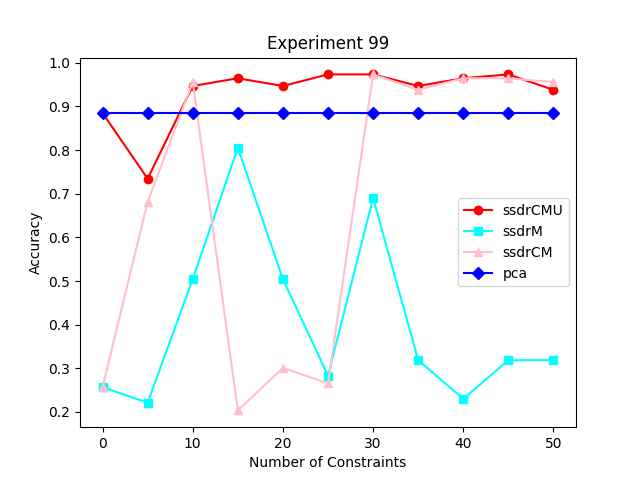 Experiment 99
1.0
0.9
0.8
0.7
0.6
0.5
0.4
0.3
0.2
Accuracy
ssdrCMU
ssdrM
ssdrCM
pca
0 10 20 30 40 50
Number of Constraints